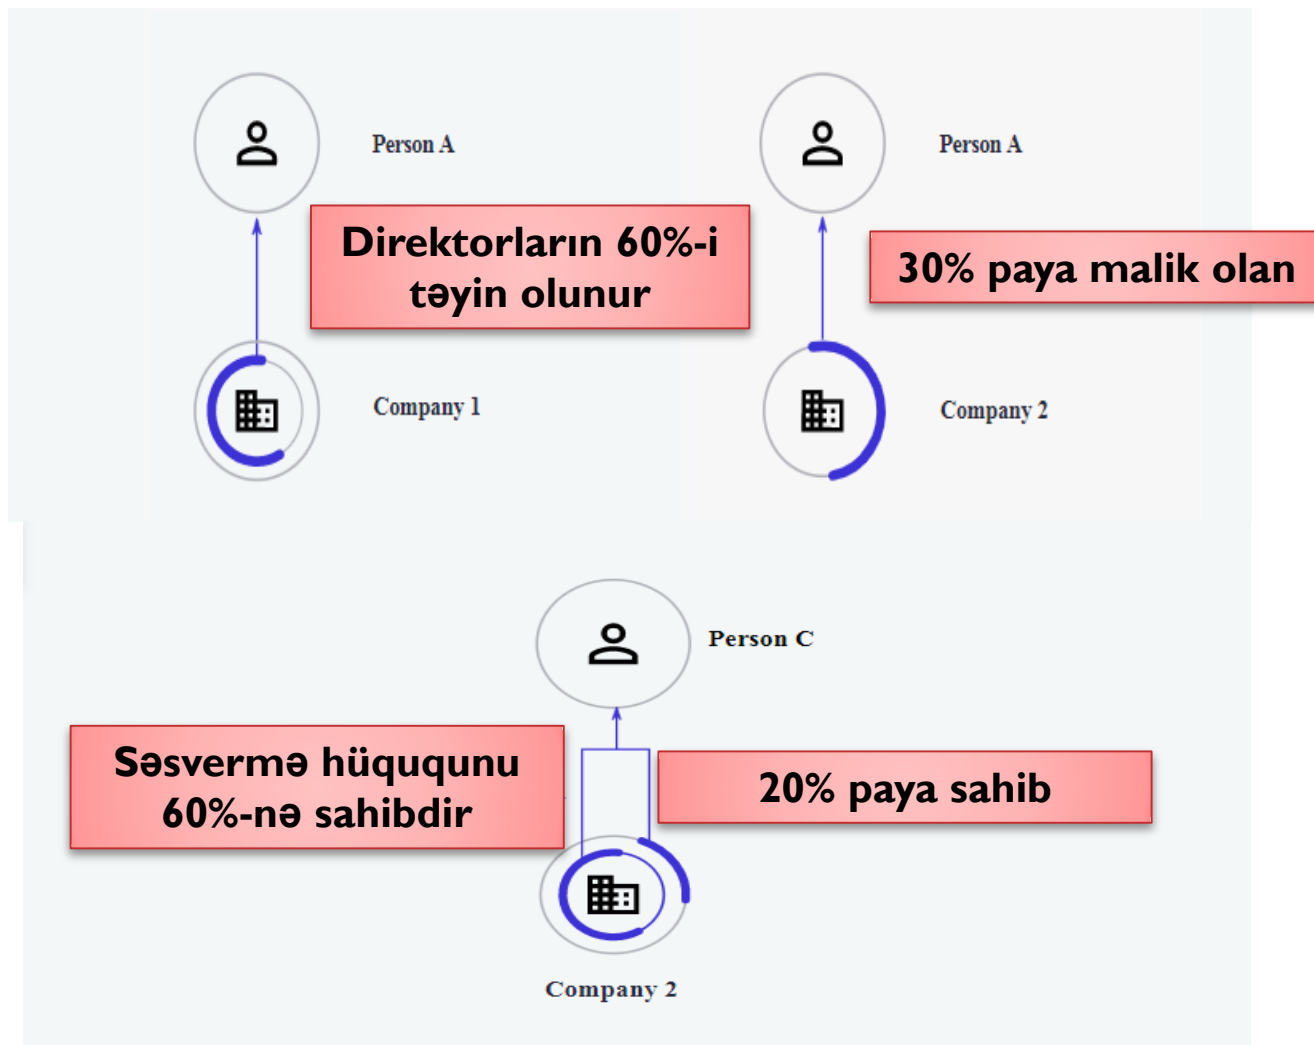 Person A
Person A
Direktorların 60%-i
təyin olunur
30% paya malik olan
Company 1
Company 2
Person C
Səsvermə hüququnu
60%-nə sahibdir
20% paya sahib
Company 2